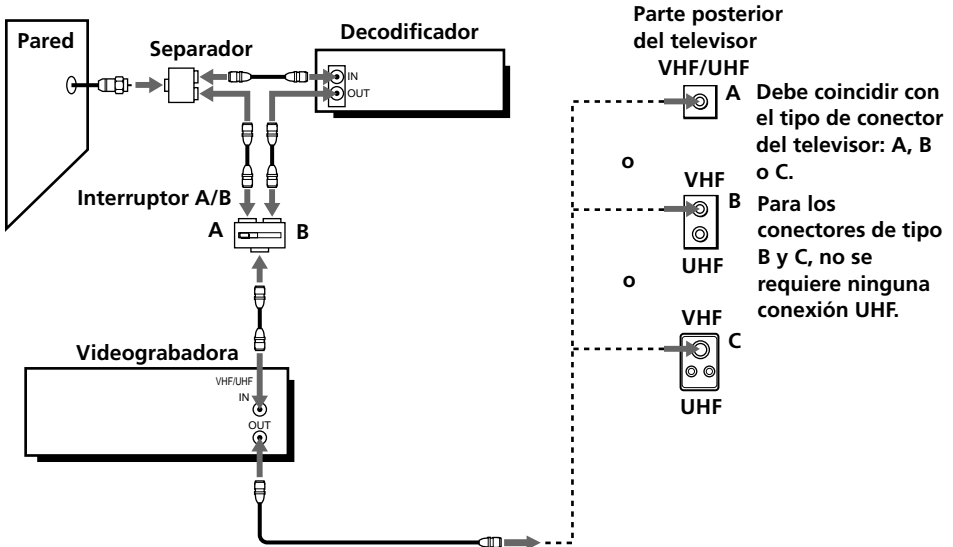 Pared
Separador
Decodificador
IN
OUT
Interruptor A/B
A
B
Videograbadora
VHF/UHF
IN
OUT
Parte posterior
del televisor
VHF/UHF
A
o
VHF
B
UHF
o
VHF
C
UHF
Debe coincidir con
el tipo de conector
del televisor: A, B
o C.
Para los
conectores de tipo
B y C, no se
requiere ninguna
conexión UHF.